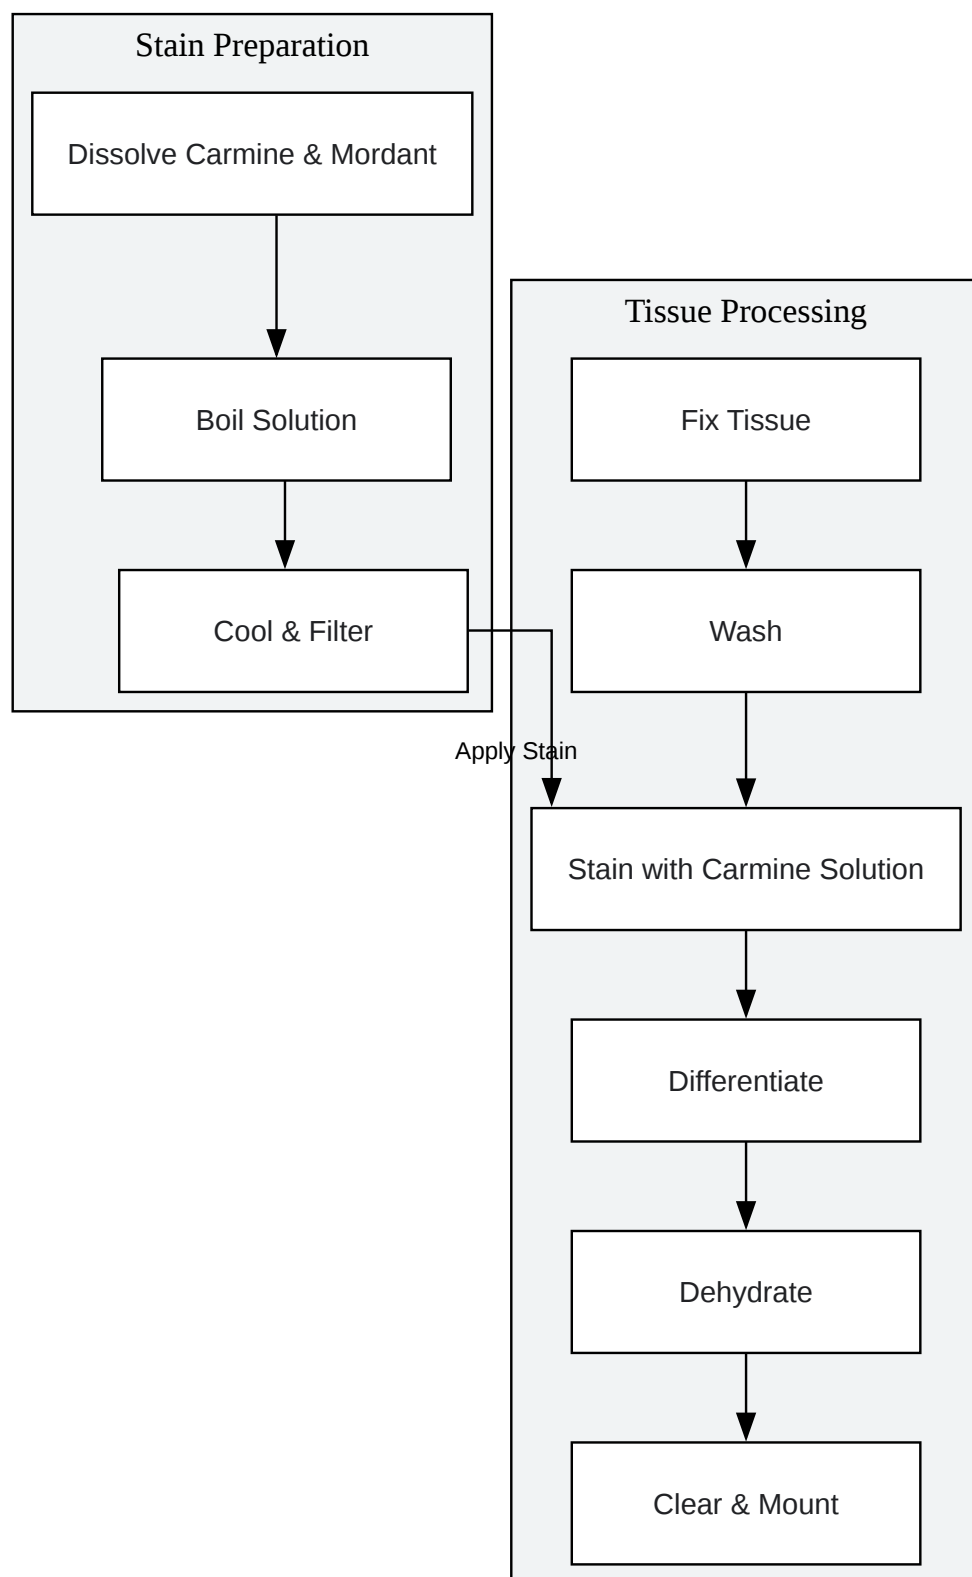 Stain Preparation
Dissolve Carmine & Mordant
Boil Solution
Cool & Filter
Apply Stain
Tissue Processing
Fix Tissue
Wash
Stain with Carmine Solution
Differentiate
Dehydrate
Clear & Mount